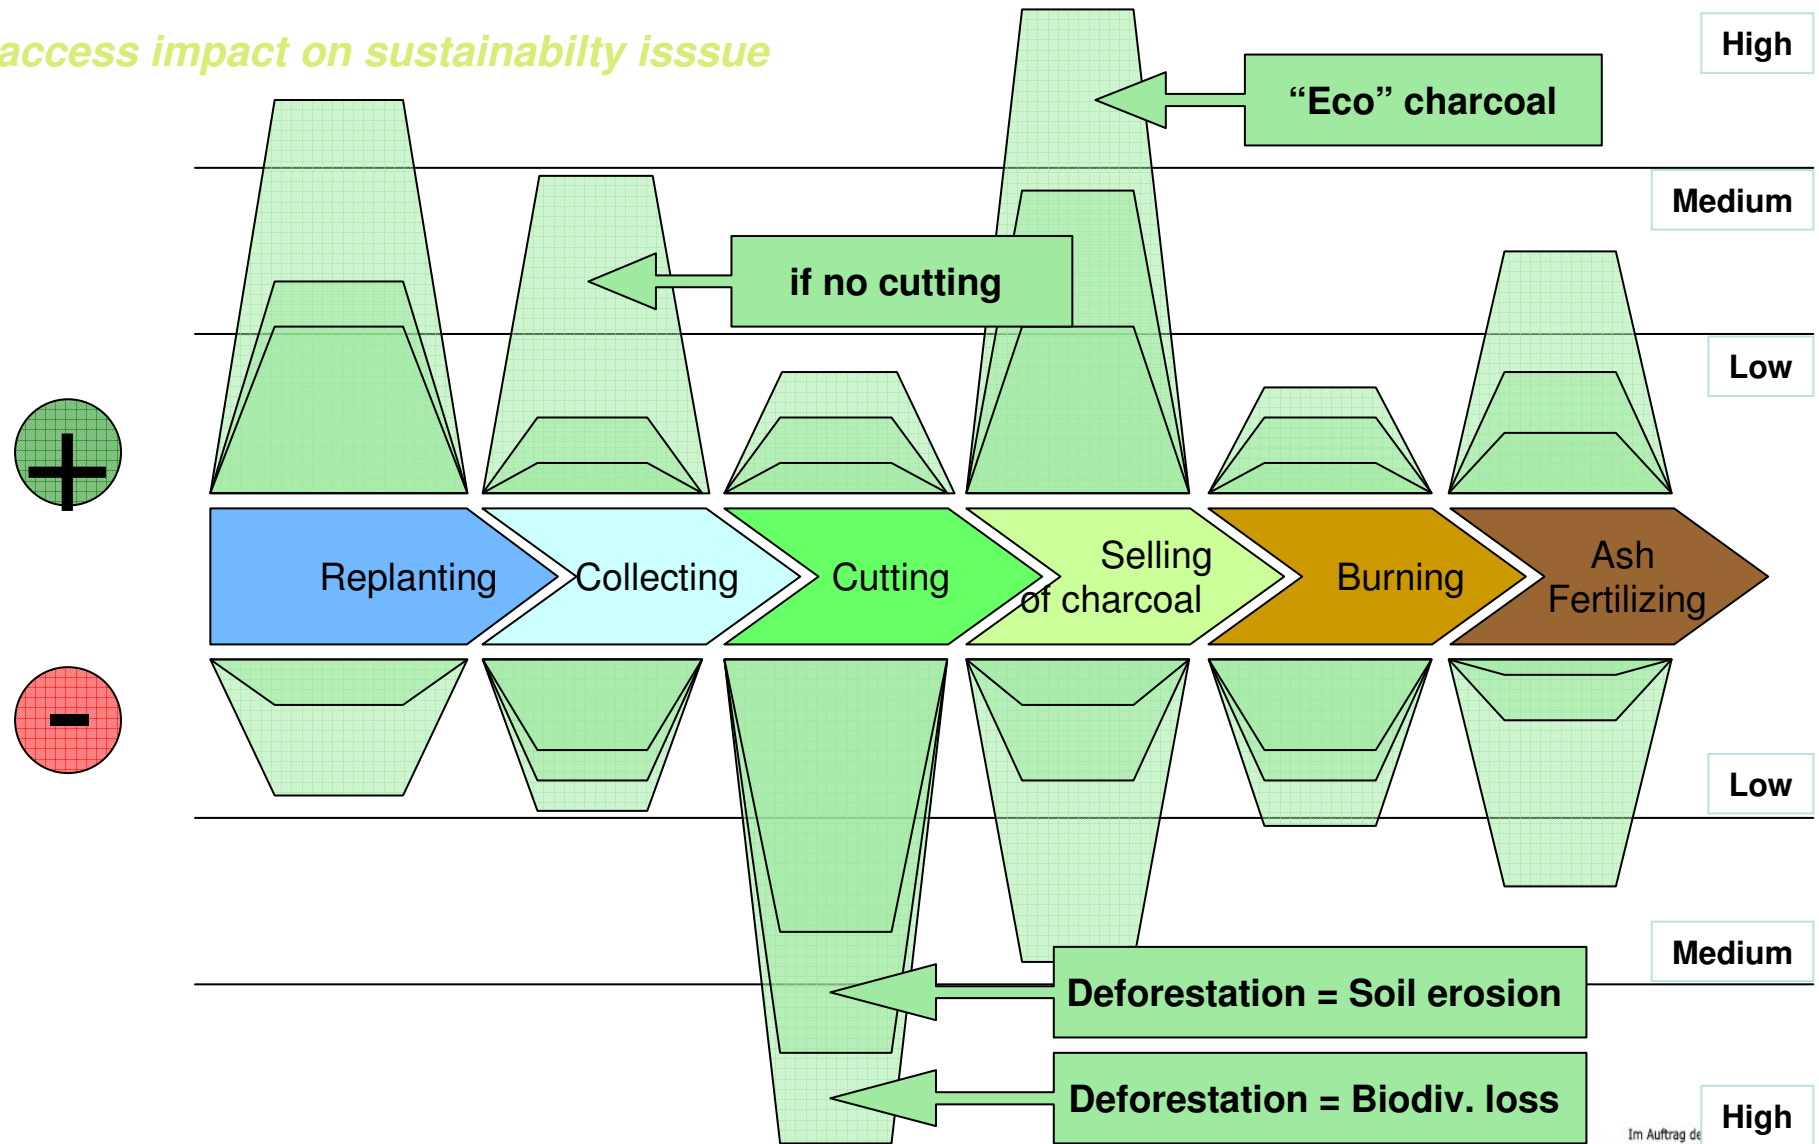 access impact on sustainabilty isssue
High
“Eco” charcoal
Medium
if no cutting
Low
+
Replanting
Collecting
Cutting
Selling
of charcoal
Burning
Ash
Fertilizing
-
Low
Medium
Deforestation = Soil erosion
Deforestation = Biodiv. loss
High
Im Auftrag de